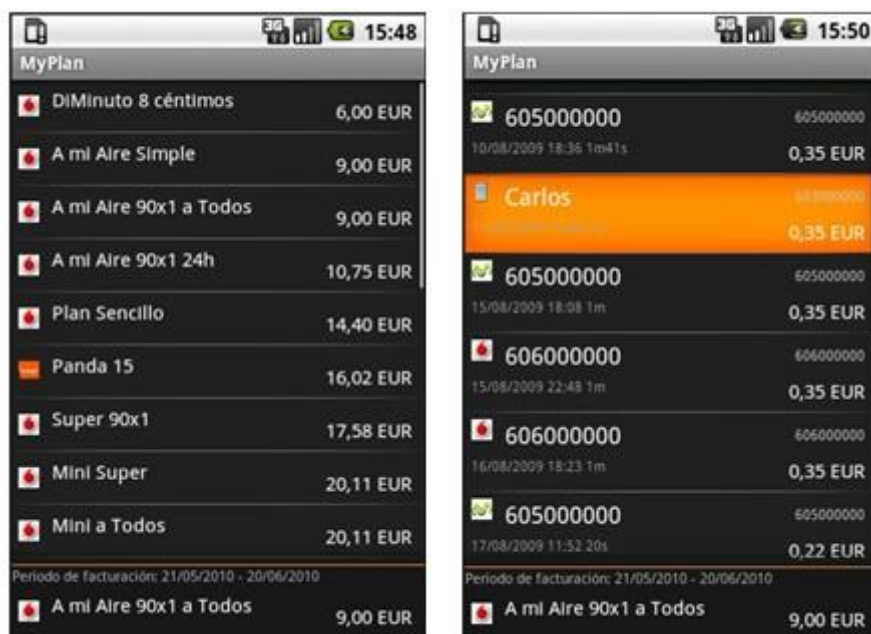 15:48
MyPlan
DiMinuto 8 céntimos
6,00 EUR
A mi Aire Simple
9,00 EUR
A mi Aire 90x1 a Todos
9,00 EUR
A mi Aire 90x1 24h
10,75 EUR
Plan Sencillo
14,40 EUR
Panda 15
16,02 EUR
Super 90x1
17,58 EUR
Mini Super
20,11 EUR
Mini a Todos
20,11 EUR
Periodo de facturación: 21/05/2010 - 20/06/2010
A mi Aire 90x1 a Todos
9,00 EUR
15:50
MyPlan
605000000 605000000
10/08/2009 18:36 1m41s 0,35 EUR
Carlos
0,35 EUR
605000000 605000000
15/08/2009 18:08 1m 0,35 EUR
606000000 606000000
15/08/2009 22:48 1m 0,35 EUR
606000000 606000000
16/08/2009 18:23 1m 0,35 EUR
605000000 605000000
17/08/2009 11:52 20s 0,22 EUR
Periodo de facturación: 21/05/2010 - 20/06/2010
A mi Aire 90x1 a Todos
9,00 EUR